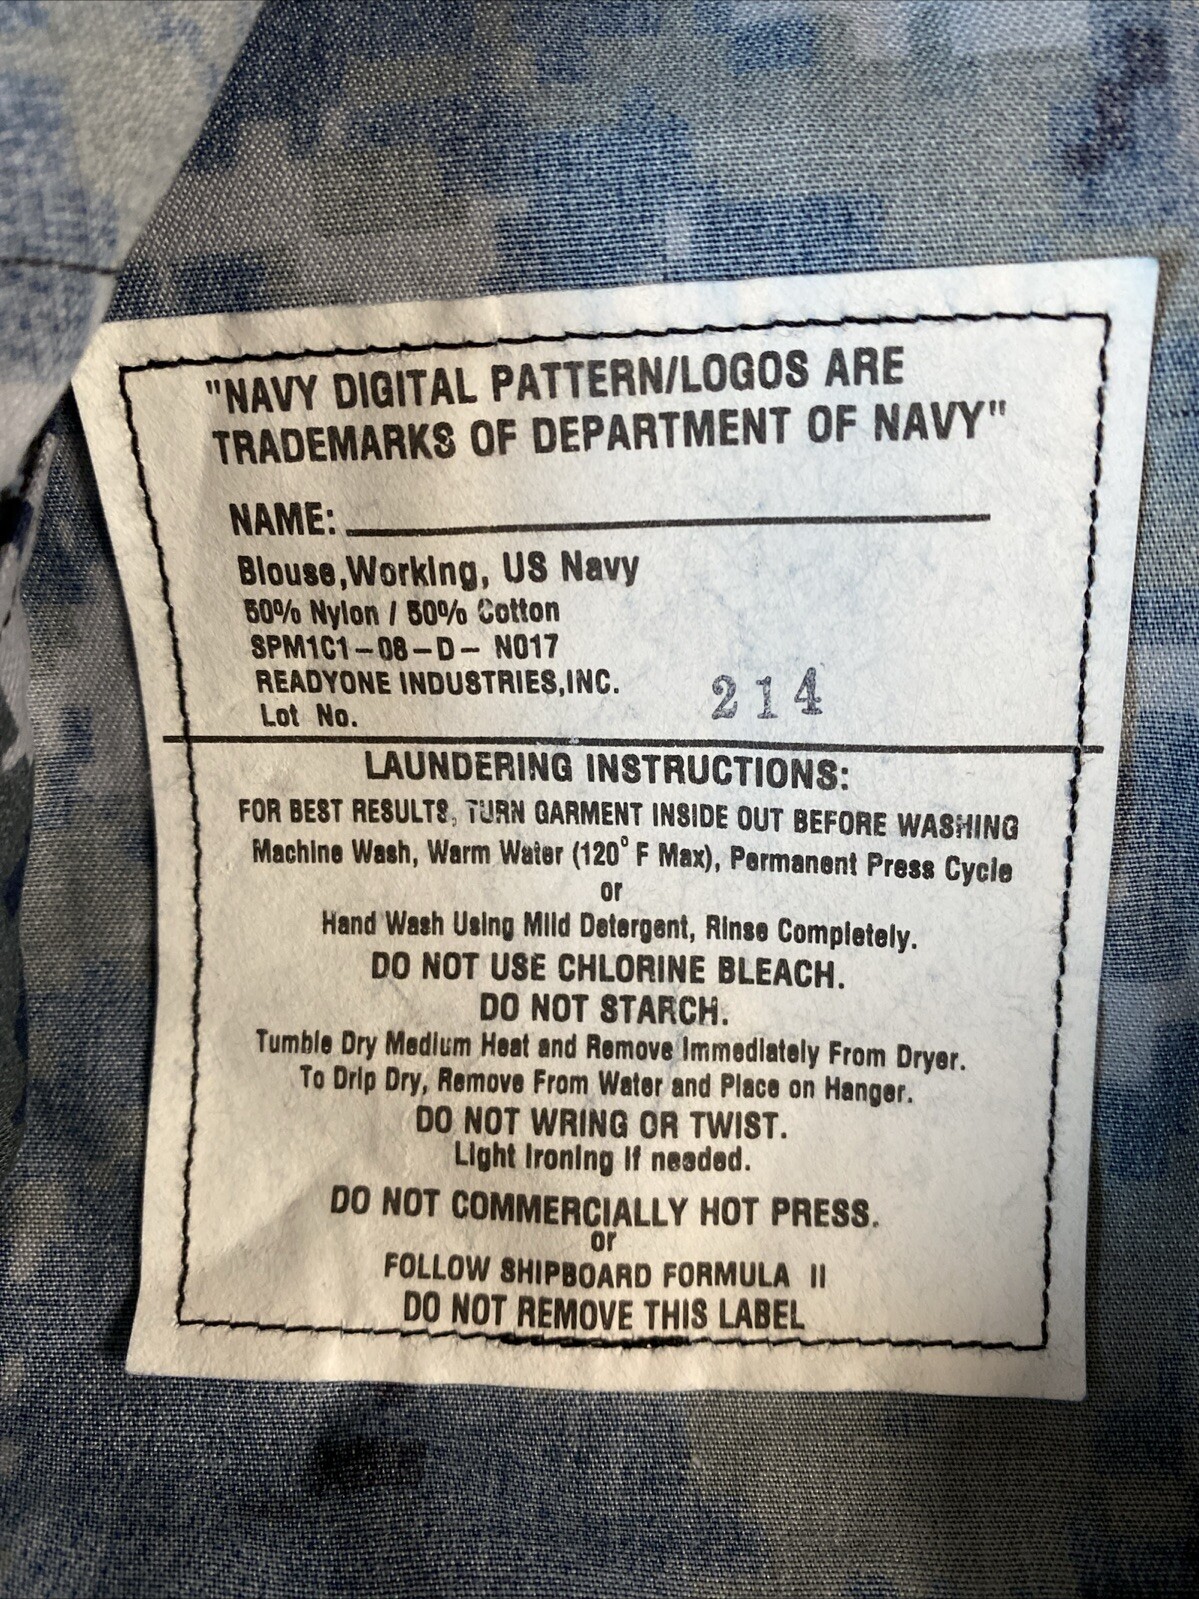 "NAVY DIGITAL PATTERN/LOGOS ARE
TRADEMARKS OF DEPARTMENT OF NAVY"
NAME:
Blouse,Working, US Navy
50% Nylon / 50% Cotton
SPM1C1-08-D- N017
READYONE INDUSTRIES,INC.
Lot No. 214
LAUNDERING INSTRUCTIONS:
FOR BEST RESULTS, TURN GARMENT INSIDE OUT BEFORE WASHING
Machine Wash, Warm Water (120° F Max), Permanent Press Cycle
or
Hand Wash Using Mild Detergent, Rinse Completely.
DO NOT USE CHLORINE BLEACH.
DO NOT STARCH.
Tumble Dry Medium Heat and Remove Immediately From Dryer.
To Drip Dry, Remove From Water and Place on Hanger.
DO NOT WRING OR TWIST.
Light Ironing If needed.
DO NOT COMMERCIALLY HOT PRESS.
or
FOLLOW SHIPBOARD FORMULA II
DO NOT REMOVE THIS LABEL